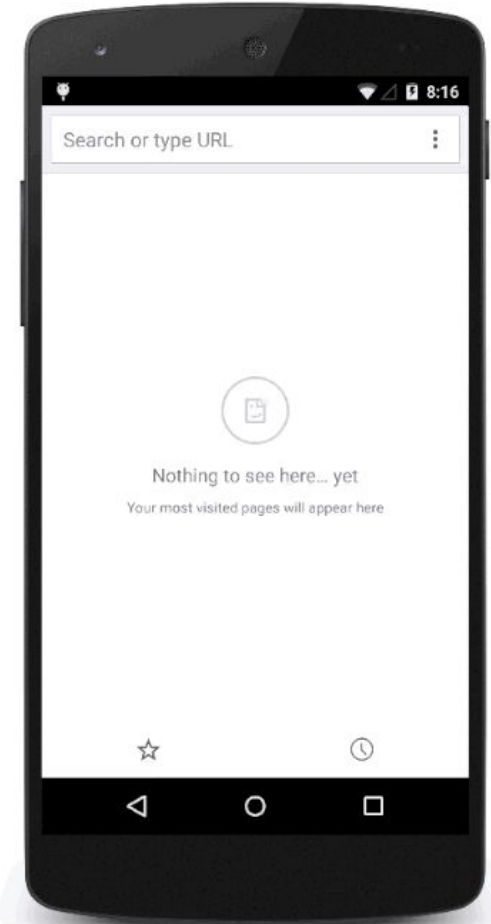 8:16
Search or type URL
Nothing to see here... yet
Your most visited pages will appear here